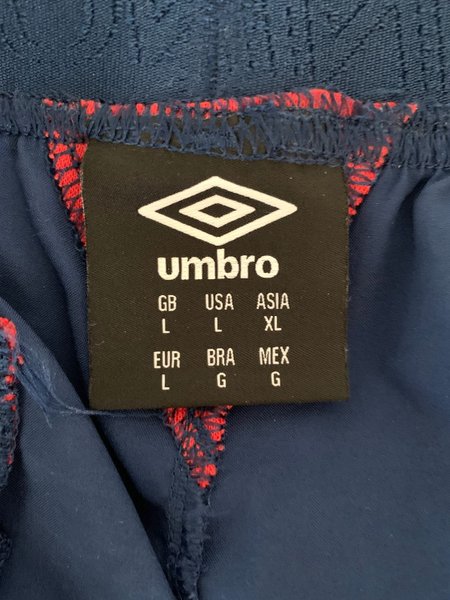 umbro
GB USA ASIA
L L XL
EUR BRA MEX
L G G